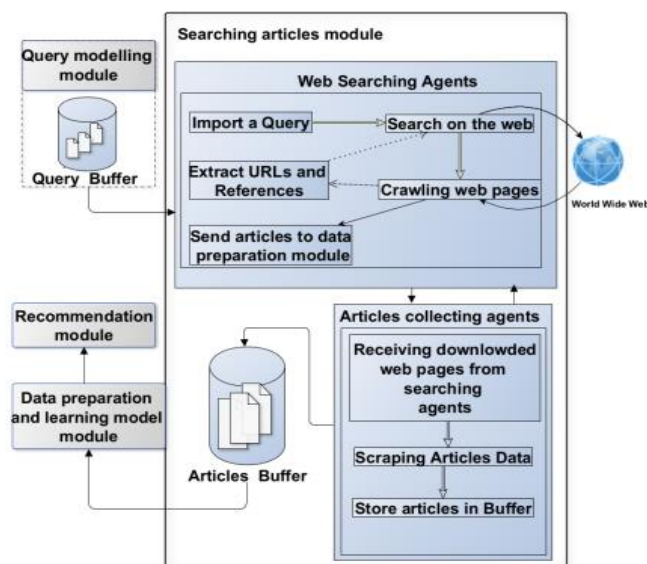 Searching articles module
Query modelling
module
Query Buffer
Web Searching Agents
Import a Query
Search on the web
Extract URLs and
References
Crawling web pages
Send articles to data
preparation module
World Wide Web
Recommendation
module
Data preparation
and learning model
module
Articles Buffer
Articles collecting agents
Receiving downlowded
web pages from
searching
agents
Scraping Articles Data
Store articles in Buffer